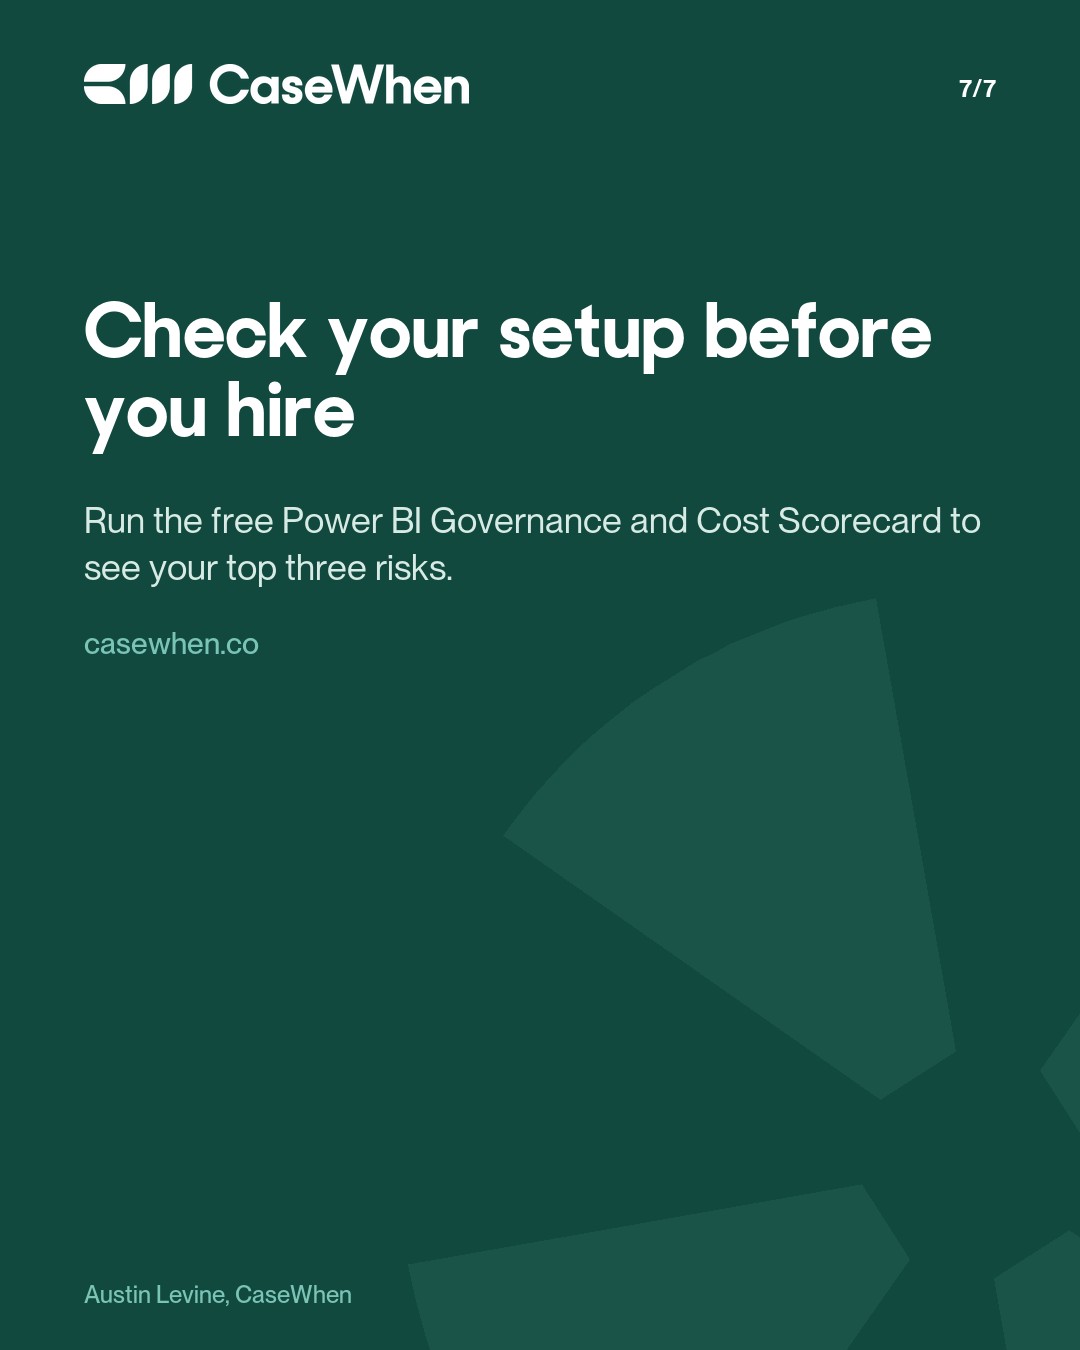 CaseWhen
7/7
Check your setup before
you hire
Run the free Power BI Governance and Cost Scorecard to
see your top three risks.
casewhen.co
Austin Levine, CaseWhen